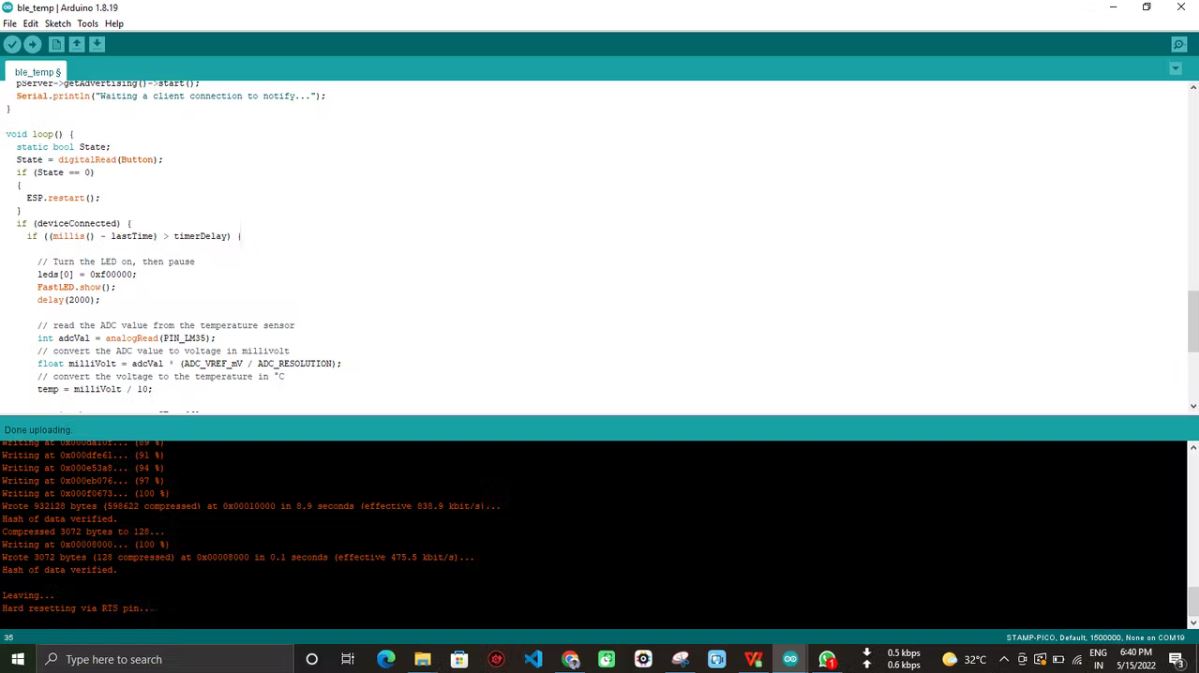 ble_temp | Arduino 1.8.19
File Edit Sketch Tools Help
ble_temp §
pServer->getAdvertising()->start();
Serial.println("Waiting a client connection to notify...");
}
void loop() {
static bool State;
State = digitalRead(Button);
if (State == 0)
{
ESP.restart();
}
if (deviceConnected) {
if ((millis() - lastTime) > timerDelay) {
// Turn the LED on, then pause
leds[0] = 0xf00000;
FastLED.show();
delay(2000);
// read the ADC value from the temperature sensor
int adcVal = analogRead(PIN_LM35);
// convert the ADC value to voltage in millivolt
float milliVolt = adcVal * (ADC_VREF_mV / ADC_RESOLUTION);
// convert the voltage to the temperature in °C
temp = milliVolt / 10;
Done uploading.
Writing at 0x000dfe61... (91 %)
Writing at 0x000e53a8... (94 %)
Writing at 0x000eb076... (97 %)
Writing at 0x000f0673... (100 %)
Wrote 932128 bytes (598622 compressed) at 0x00010000 in 8.9 seconds (effective 838.9 kbit/s)...
Hash of data verified.
Compressed 3072 bytes to 128...
Writing at 0x00008000... (100 %)
Wrote 3072 bytes (128 compressed) at 0x00008000 in 0.1 seconds (effective 475.5 kbit/s)...
Hash of data verified.
Leaving...
Hard resetting via RTS pin...
35
STAMP-PICO, Default, 1500000, None on COM19
Type here to search
0.5 kbps
0.6 kbps
32°C
ENG
IN
6:40 PM
5/15/2022
3